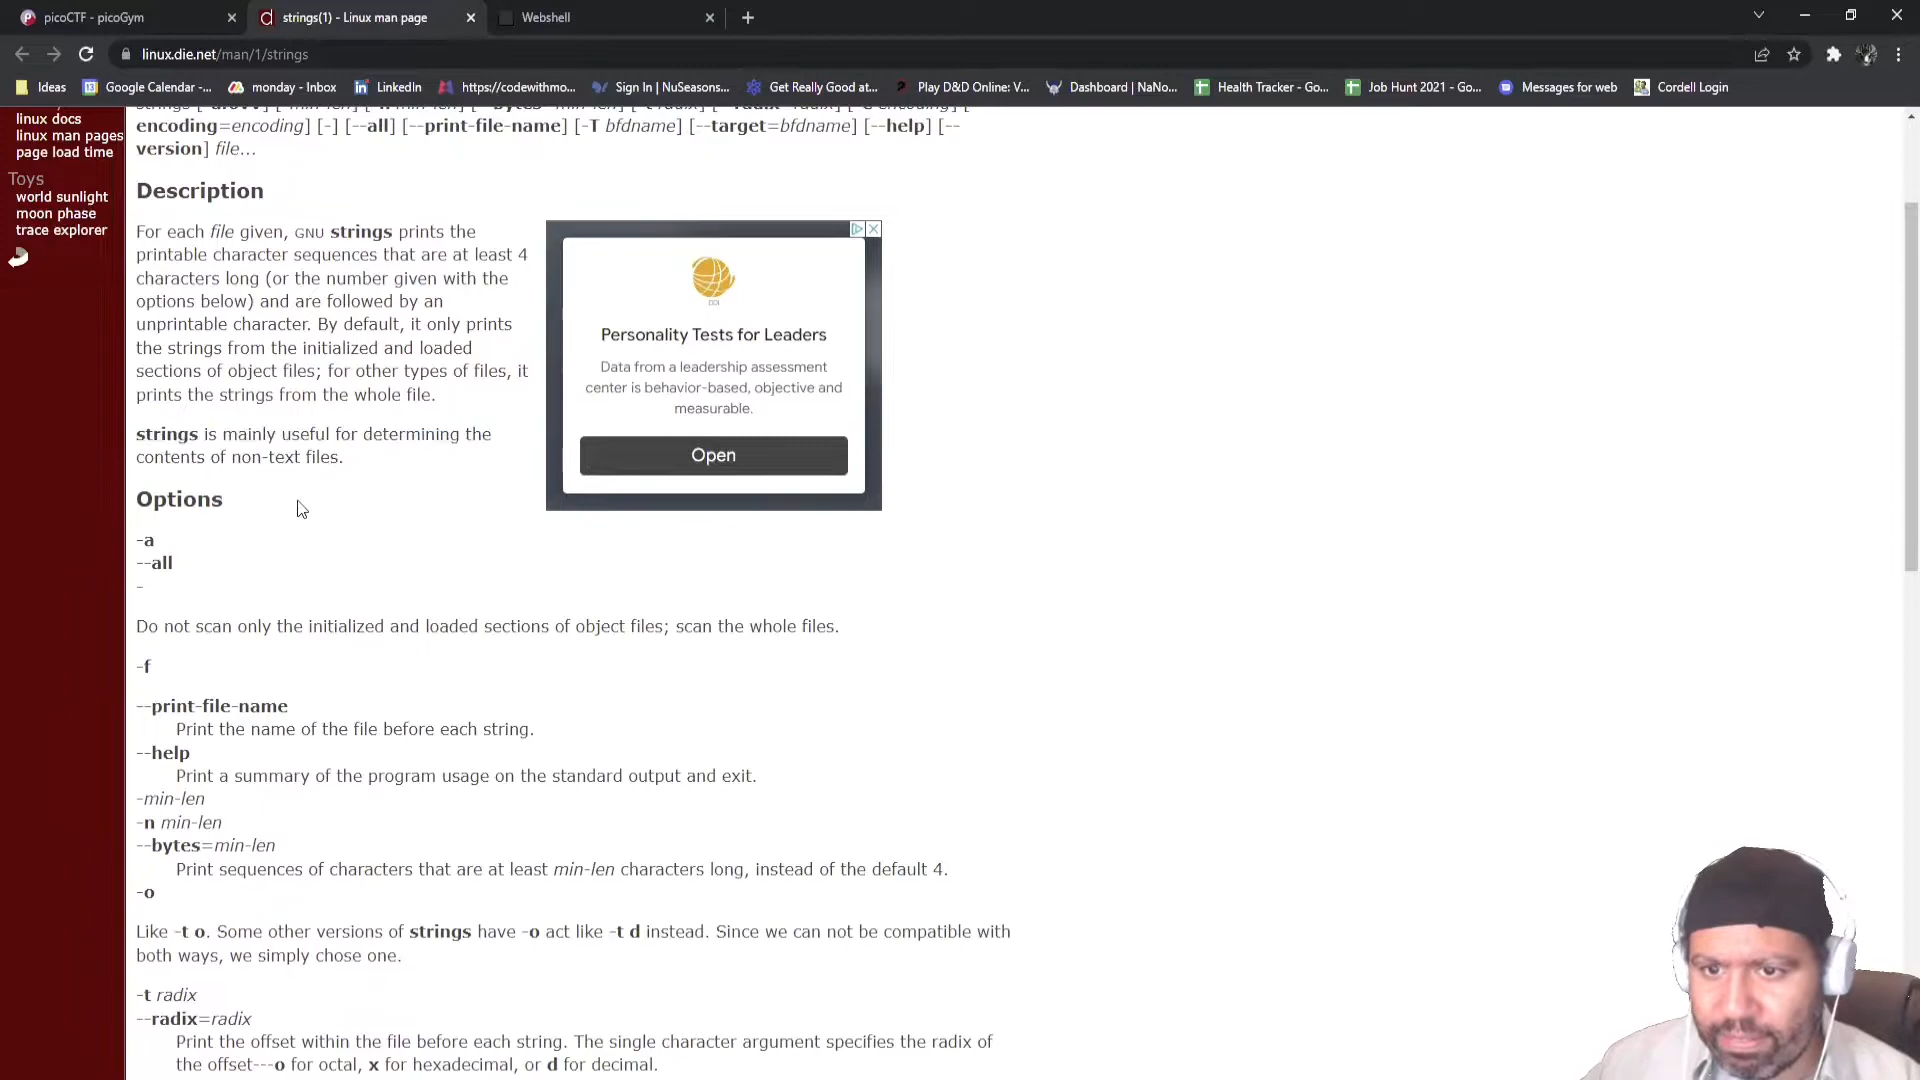 picoCTF - picoGym
strings(1) - Linux man page
Webshell
linux.die.net/man/1/strings
Ideas
Google Calendar -...
monday - Inbox
LinkedIn
https://codewithmo...
Sign In | NuSeasons...
Get Really Good at...
Play D&D Online: V...
Dashboard | NaNo...
Health Tracker - Go...
Job Hunt 2021 - Go...
Messages for web
Cordell Login
linux docs
linux man pages
page load time
Toys
world sunlight
moon phase
trace explorer
encoding=encoding] [-] [--all] [--print-file-name] [-T bfdname] [--target=bfdname] [--help] [--
version] file...
Description
For each file given, GNU strings prints the
printable character sequences that are at least 4
characters long (or the number given with the
options below) and are followed by an
unprintable character. By default, it only prints
the strings from the initialized and loaded
sections of object files; for other types of files, it
prints the strings from the whole file.
strings is mainly useful for determining the
contents of non-text files.
DDI
Personality Tests for Leaders
Data from a leadership assessment
center is behavior-based, objective and
measurable.
Open
Options
-a
--all
-
Do not scan only the initialized and loaded sections of object files; scan the whole files.
-f
--print-file-name
Print the name of the file before each string.
--help
Print a summary of the program usage on the standard output and exit.
-min-len
-n min-len
--bytes=min-len
Print sequences of characters that are at least min-len characters long, instead of the default 4.
-o
Like -t o. Some other versions of strings have -o act like -t d instead. Since we can not be compatible with
both ways, we simply chose one.
-t radix
--radix=radix
Print the offset within the file before each string. The single character argument specifies the radix of
the offset---o for octal, x for hexadecimal, or d for decimal.